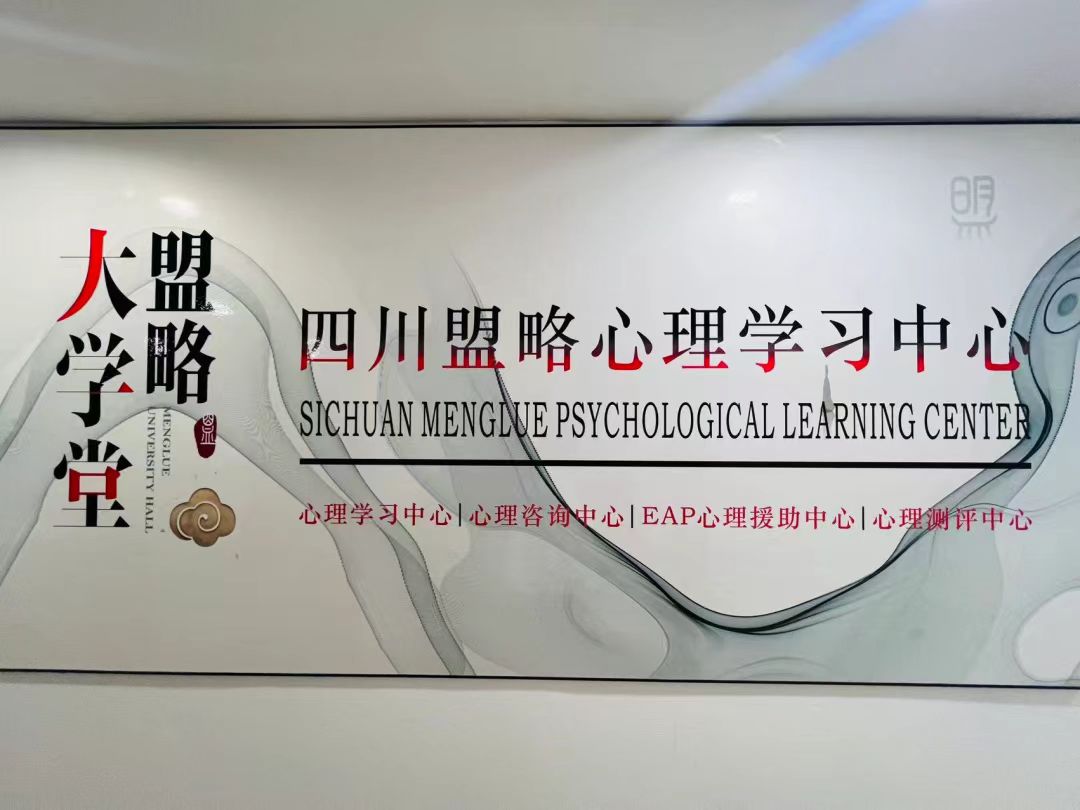 盟略
大学堂
MENGLUE
UNIVERSITY HALL
四川盟略心理学习中心
SICHUAN MENGLUE PSYCHOLOGICAL LEARNING CENTER
心理学习中心|心理咨询中心|EAP心理援助中心|心理测评中心